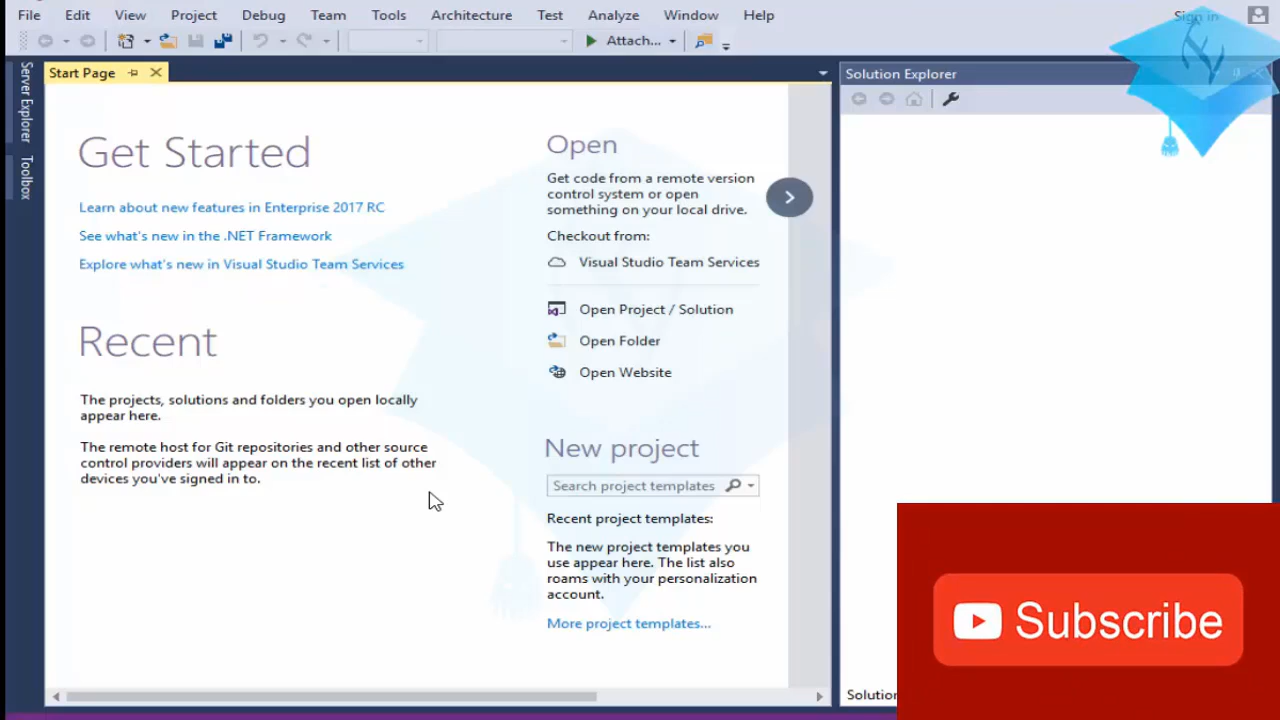 File Edit View Project Debug Team Tools Architecture Test Analyze Window Help
Sign in
Attach...
Server Explorer
Toolbox
Start Page
Get Started
Learn about new features in Enterprise 2017 RC
See what's new in the .NET Framework
Explore what's new in Visual Studio Team Services
Recent
The projects, solutions and folders you open locally
appear here.
The remote host for Git repositories and other source
control providers will appear on the recent list of other
devices you've signed in to.
Open
Get code from a remote version
control system or open
something on your local drive.
Checkout from:
Visual Studio Team Services
Open Project / Solution
Open Folder
Open Website
New project
Search project templates
Recent project templates:
The new project templates you
use appear here. The list also
roams with your personalization
account.
More project templates...
Solution Explorer
Solution
Subscribe